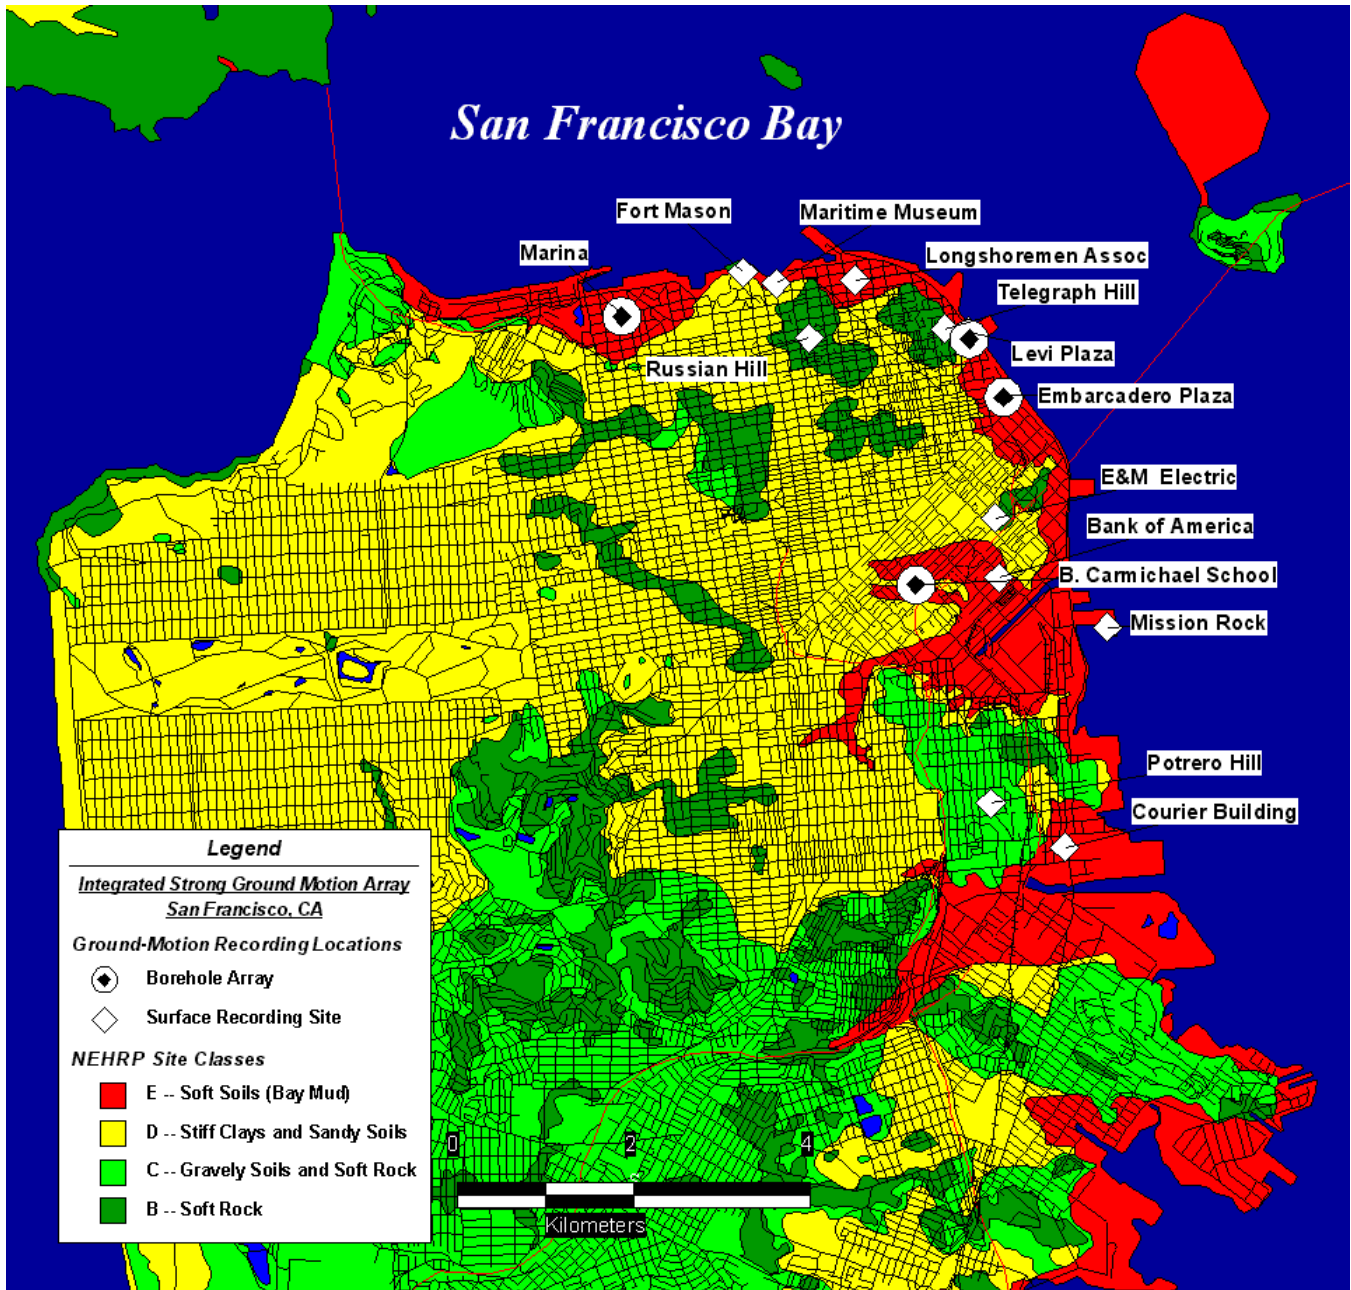 San Francisco Bay
Fort Mason
Maritime Museum
Marina
Longshoremen Assoc
Telegraph Hill
Levi Plaza
Russian Hill
Embarcadero Plaza
E&M Electric
Bank of America
B. Carmichael School
Mission Rock
Potrero Hill
Courier Building
Legend
Integrated Strong Ground Motion Array
San Francisco, CA
Ground-Motion Recording Locations
Borehole Array
Surface Recording Site
NEHRP Site Classes
E -- Soft Soils (Bay Mud)
D -- Stiff Clays and Sandy Soils
C -- Gravely Soils and Soft Rock
B -- Soft Rock
0 2 4
Kilometers